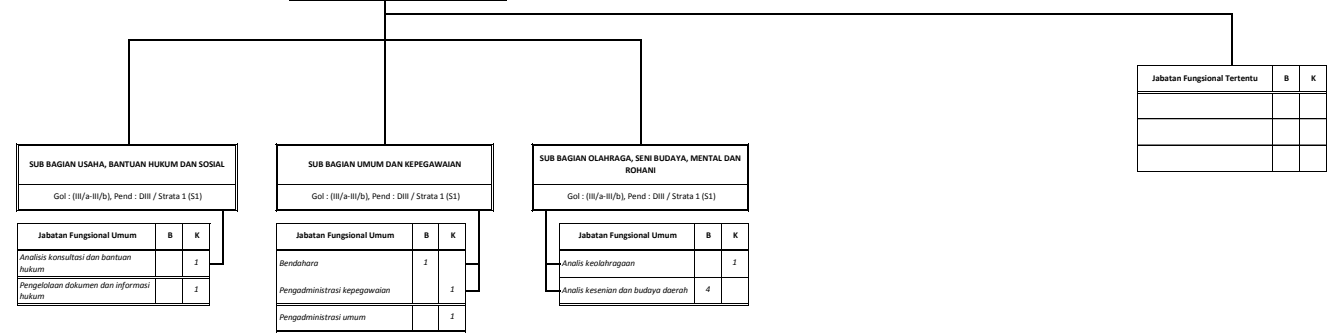 Jabatan Fungsional Tertentu B K
SUB BAGIAN USAHA, BANTUAN HUKUM DAN SOSIAL
Gol : (III/a-III/b), Pend : DIII / Strata 1 (S1)
Jabatan Fungsional Umum B K
Analisis konsultasi dan bantuan
hukum 1
Pengelolaan dokumen dan informasi
hukum 1
SUB BAGIAN UMUM DAN KEPEGAWAIAN
Gol : (III/a-III/b), Pend : DIII / Strata 1 (S1)
Jabatan Fungsional Umum B K
Bendahara 1
Pengadministrasi kepegawaian 1
Pengadministrasi umum 1
SUB BAGIAN OLAHRAGA, SENI BUDAYA, MENTAL DAN
ROHANI
Gol : (III/a-III/b), Pend : DIII / Strata 1 (S1)
Jabatan Fungsional Umum B K
Analis keolahragaan 1
Analis kesenian dan budaya daerah 4